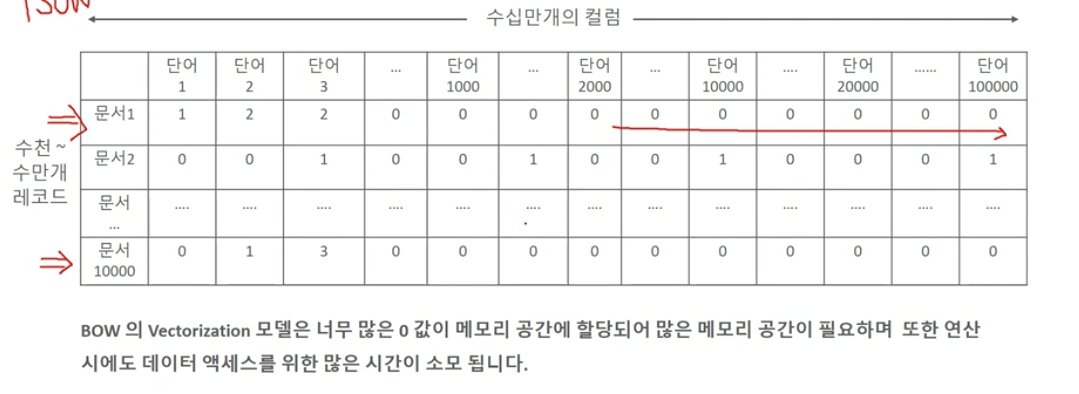 BOW
수십만개의 컬럼
단어 1 단어 2 단어 3 ... 단어 1000 ... 단어 2000 ... 단어 10000 .... 단어 20000 ...... 단어 100000
문서1 1 2 2 0 0 0 0 0 0 0 0 0 0
수천 ~ 수만개 레코드
문서2 0 0 1 0 0 1 0 0 1 0 0 0 1
문서 ... .... .... .... .... .... .... .... .... .... .... .... .... ....
문서 10000 0 1 3 0 0 0 0 0 0 0 0 0 0
BOW 의 Vectorization 모델은 너무 많은 0 값이 메모리 공간에 할당되어 많은 메모리 공간이 필요하며 또한 연산
시에도 데이터 액세스를 위한 많은 시간이 소모 됩니다.